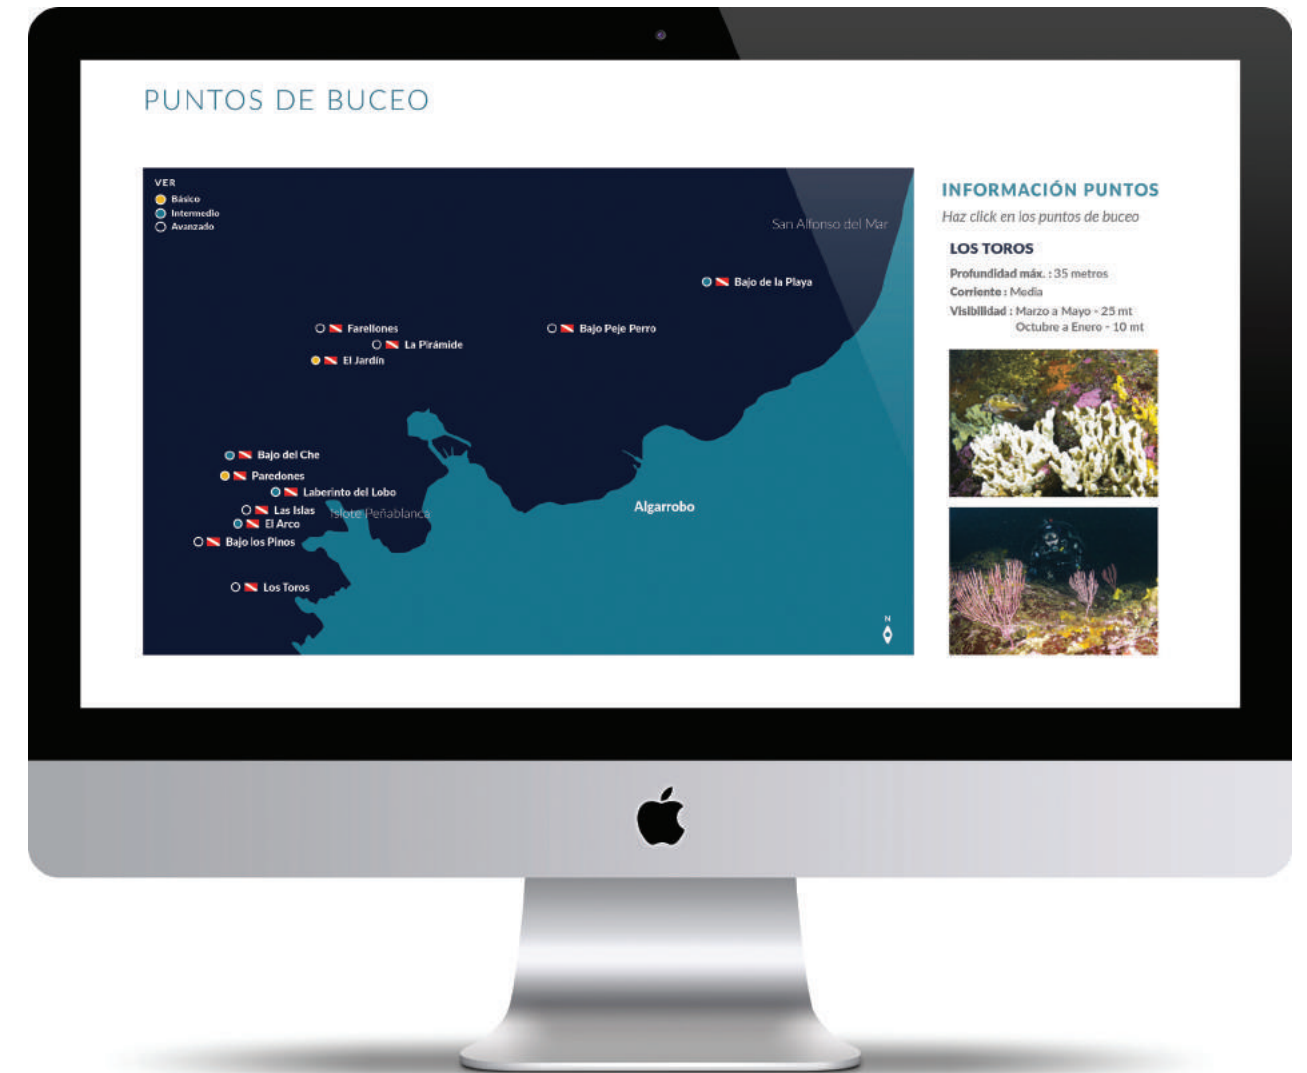 PUNTOS DE BUCEO
VER
Básico
Intermedio
Avanzado
San Alfonso del Mar
Bajo de la Playa
Farellones
Bajo Peje Perro
La Pirámide
El Jardín
Bajo del Che
Paredones
Laberinto del Lobo
Las Islas
Islote Peñablanca
Algarrobo
El Arco
Bajo los Pinos
Los Toros
N
INFORMACIÓN PUNTOS
Haz click en los puntos de buceo
LOS TOROS
Profundidad máx. : 35 metros
Corriente : Media
Visibilidad : Marzo a Mayo - 25 mt
Octubre a Enero - 10 mt